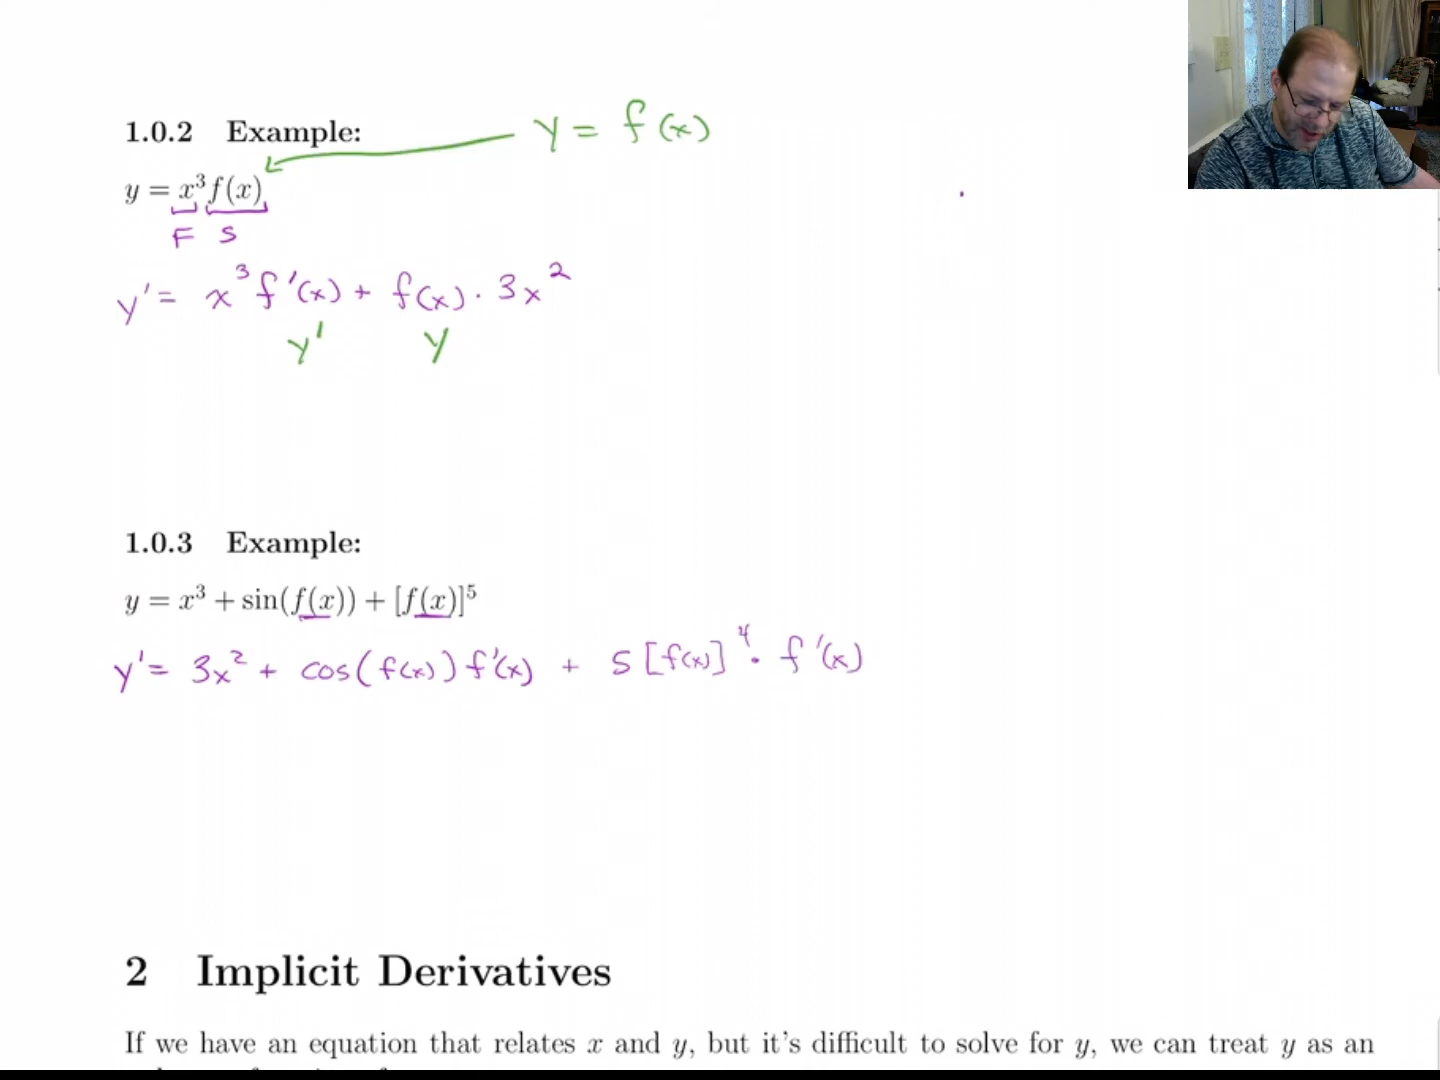 1.0.2 Example:
y = f(x)
y = x³f(x)
F S
y' = x³f'(x) + f(x) · 3x²
y' y
1.0.3 Example:
y = x³ + sin(f(x)) + [f(x)]⁵
y' = 3x² + cos(f(x))f'(x) + 5[f(x)]⁴ · f'(x)
2 Implicit Derivatives
If we have an equation that relates x and y, but it's difficult to solve for y, we can treat y as an